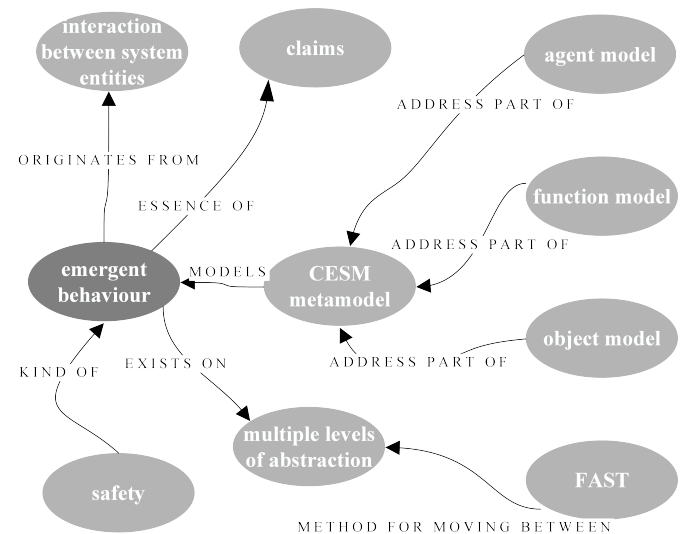 interaction
between system
entities
claims
agent model
ADDRESS PART OF
ORIGINATES FROM
ESSENCE OF
function model
ADDRESS PART OF
emergent
behaviour
MODELS
CESM
metamodel
object model
KIND OF
EXISTS ON
ADDRESS PART OF
multiple levels
of abstraction
safety
FAST
METHOD FOR MOVING BETWEEN